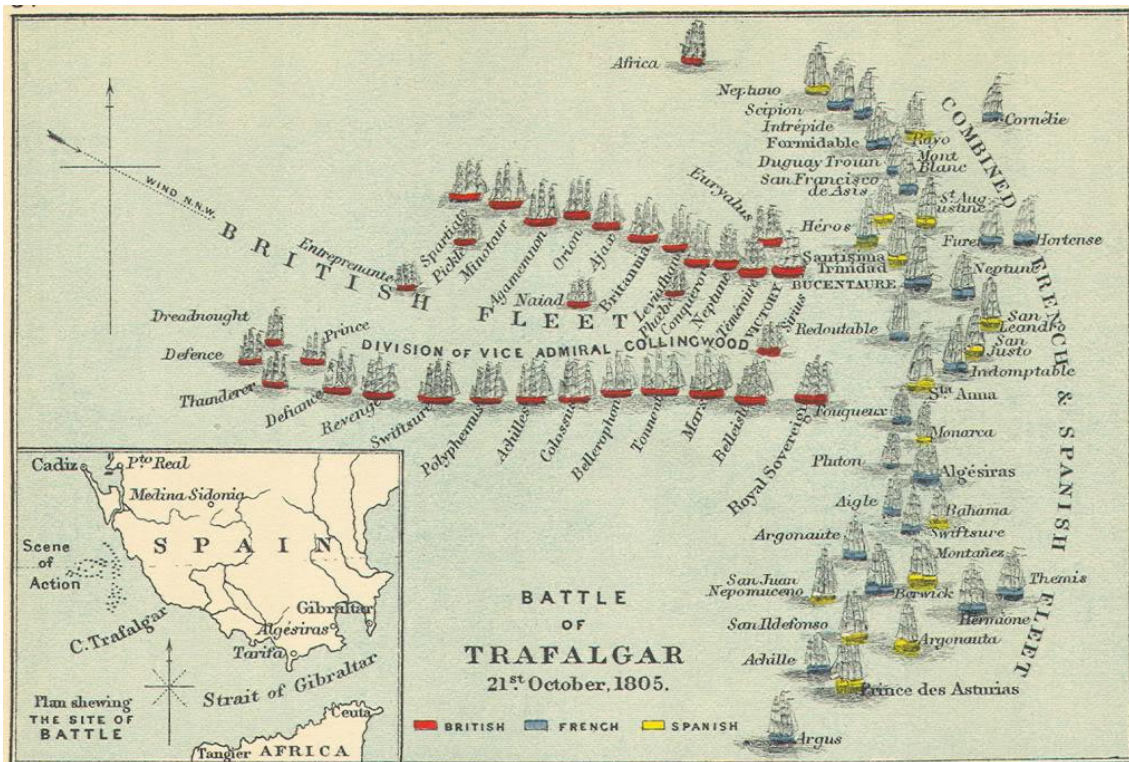 Africa
Neptuno
Scipion
Intrépide
Formidable
Rayo
Mont
Blanc
Duguay Trouin
San Francisco
de Asis
Cornélie
COMBINED
FRENCH & SPANISH
FLEET
St. Aug
ustine
Héros
Furet
Hortense
Santisima
Trinidad
BUCENTAURE
Neptune
Redoutable
San
Leandro
San
Justo
Indomptable
Sta. Anna
Fouqueux
Monarca
Pluton
Algésiras
Aigle
Bahama
Swiftsure
Argonaute
Montañez
San Juan
Nepomuceno
Berwick
Themis
Hermione
San Ildefonso
Argonauta
Achille
Prince des Asturias
Argus
WIND N.N.W.
BRITISH
FLEET
Entreprenante
Spartiate
Pickle
Minotaur
Agamemnon
Orion
Ajax
Britannia
Leviathan
Euryalus
Naiad
Phœbe
Conqueror
Neptune
Téméraire
VICTORY
Sirius
DIVISION OF VICE ADMIRAL COLLINGWOOD
Dreadnought
Prince
Defence
Thunderer
Defiance
Revenge
Swiftsure
Polyphemus
Achilles
Colossus
Bellerophon
Tonnent
Mars
Belleisle
Royal Sovereign
Cadiz
Pto. Real
Medina Sidonia
SPAIN
Scene
of
Action
C. Trafalgar
Gibraltar
Algésiras
Tarifa
Strait of Gibraltar
Plan shewing
THE SITE OF
BATTLE
Ceuta
Tangier
AFRICA
BATTLE
OF
TRAFALGAR
21st. October, 1805.
BRITISH
FRENCH
SPANISH